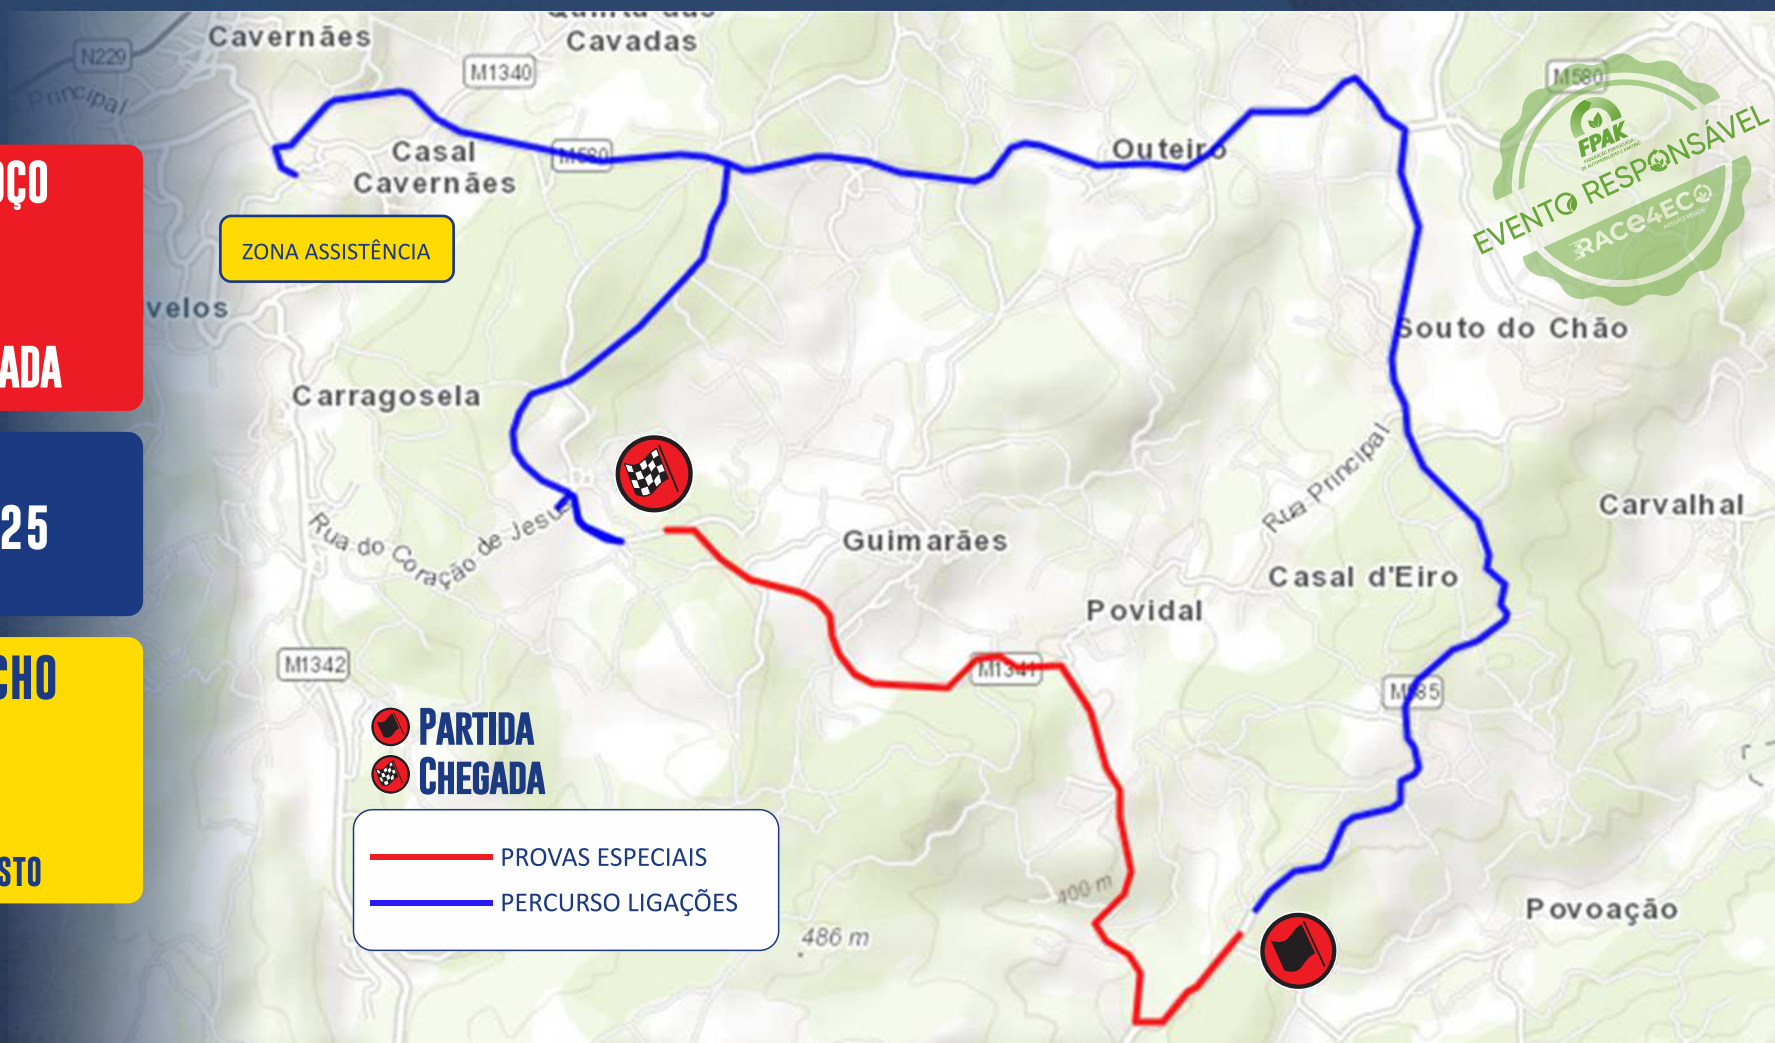 Cavernães
Cavadas
N229
M1340
M580
Principal
OÇO
Casal
Cavernães
M580
Outeiro
FPAK
EVENTO RESPONSÁVEL
RACE4ECO
ZONA ASSISTÊNCIA
velos
Souto do Chão
ADA
Carragosela
Rua Principal
Carvalhal
25
Rua do Coração de Jesus
Guimarães
Casal d'Eiro
Povidal
M1342
M1341
M585
CHO
PARTIDA
CHEGADA
PROVAS ESPECIAIS
PERCURSO LIGAÇÕES
STO
400 m
486 m
Povoação